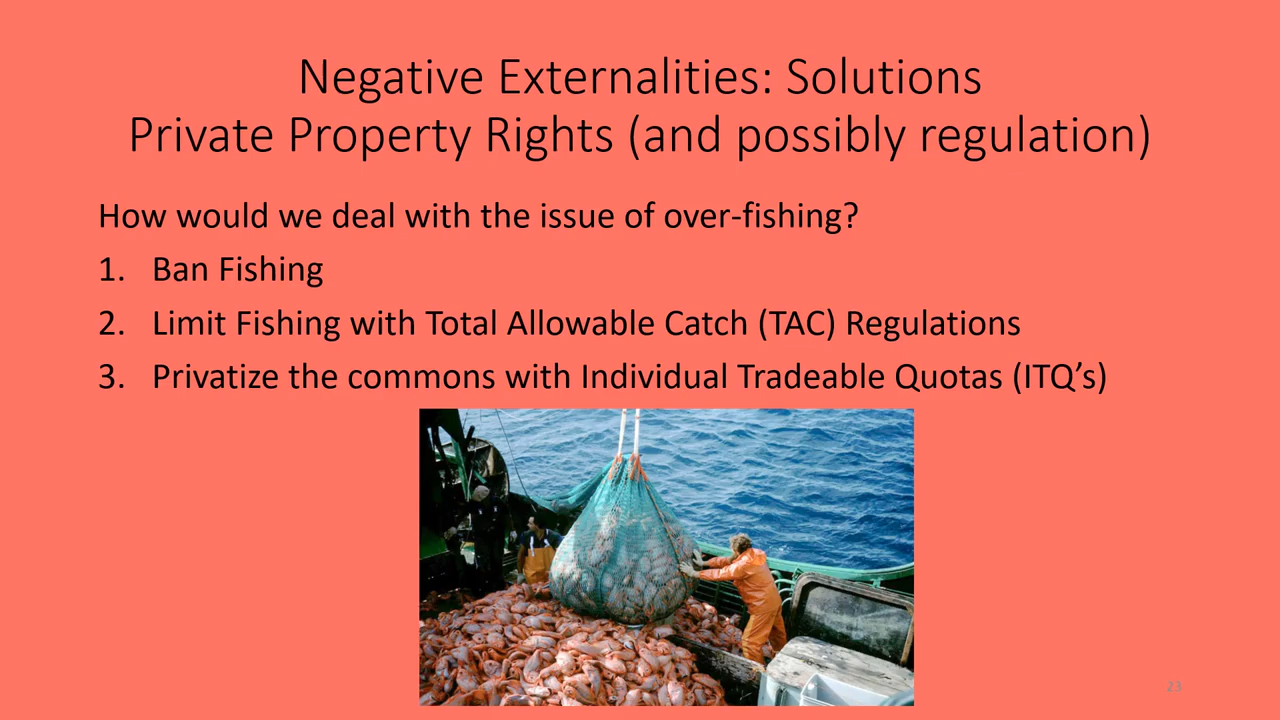 Negative Externalities: Solutions
Private Property Rights (and possibly regulation)
How would we deal with the issue of over-fishing?
1. Ban Fishing
2. Limit Fishing with Total Allowable Catch (TAC) Regulations
3. Privatize the commons with Individual Tradeable Quotas (ITQ’s)
23